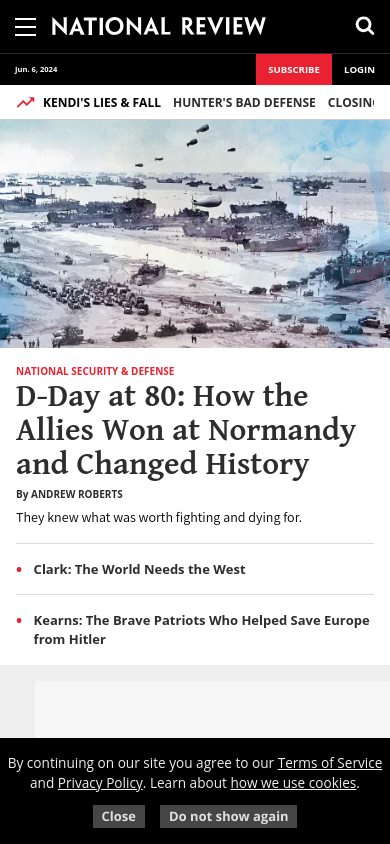 NATIONAL REVIEW
Jun. 6, 2024
SUBSCRIBE
LOGIN
KENDI'S LIES & FALL HUNTER'S BAD DEFENSE CLOSING
NATIONAL SECURITY & DEFENSE
D-Day at 80: How the
Allies Won at Normandy
and Changed History
By ANDREW ROBERTS
They knew what was worth fighting and dying for.
Clark: The World Needs the West
Kearns: The Brave Patriots Who Helped Save Europe
from Hitler
By continuing on our site you agree to our Terms of Service
and Privacy Policy. Learn about how we use cookies.
Close
Do not show again